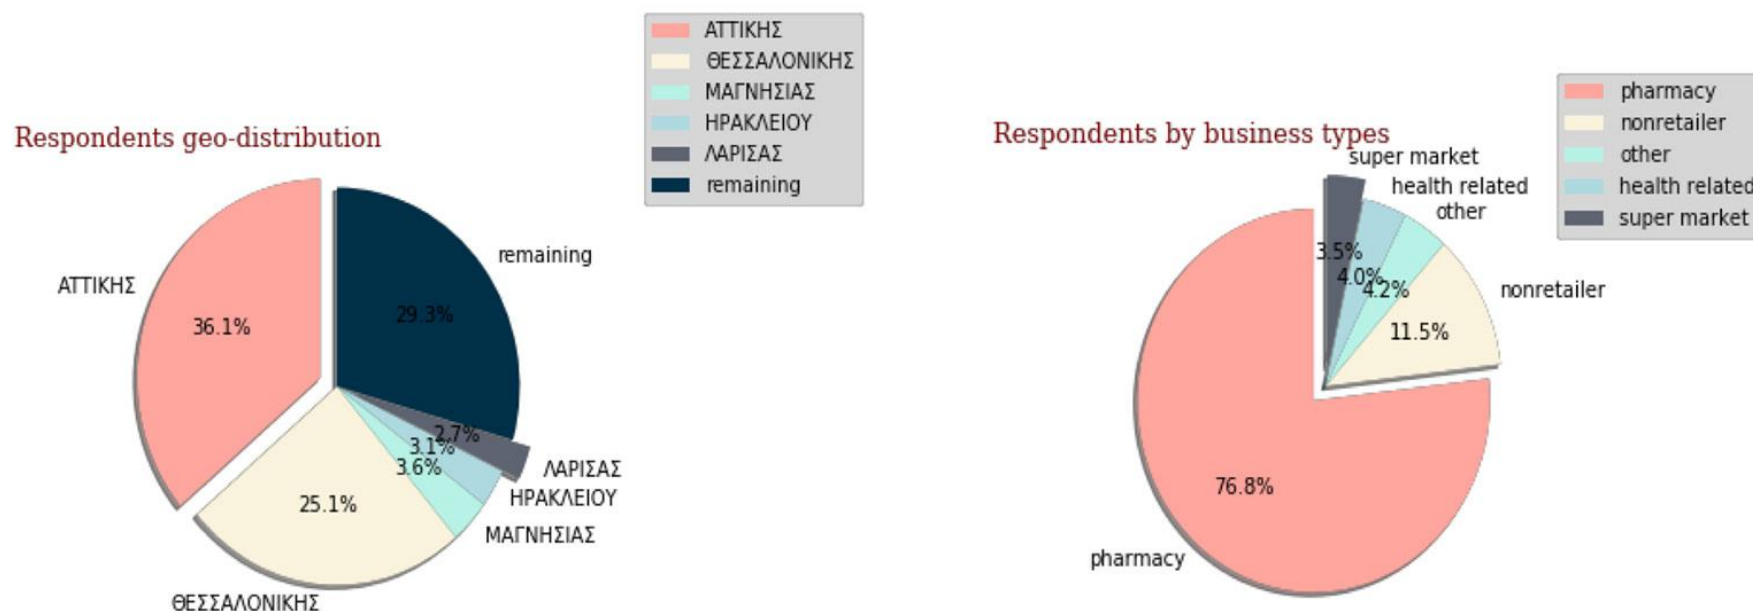 Respondents geo-distribution
ΑΤΤΙΚΗΣ
ΘΕΣΣΑΛΟΝΙΚΗΣ
ΜΑΓΝΗΣΙΑΣ
ΗΡΑΚΛΕΙΟΥ
ΛΑΡΙΣΑΣ
remaining
remaining
29.3%
ΑΤΤΙΚΗΣ
36.1%
2.7%
3.1%
3.6%
ΛΑΡΙΣΑΣ
ΗΡΑΚΛΕΙΟΥ
25.1%
ΜΑΓΝΗΣΙΑΣ
ΘΕΣΣΑΛΟΝΙΚΗΣ
Respondents by business types
pharmacy
nonretailer
other
health related
super market
super market
health related
other
3.5%
4.0%
4.2%
nonretailer
11.5%
76.8%
pharmacy